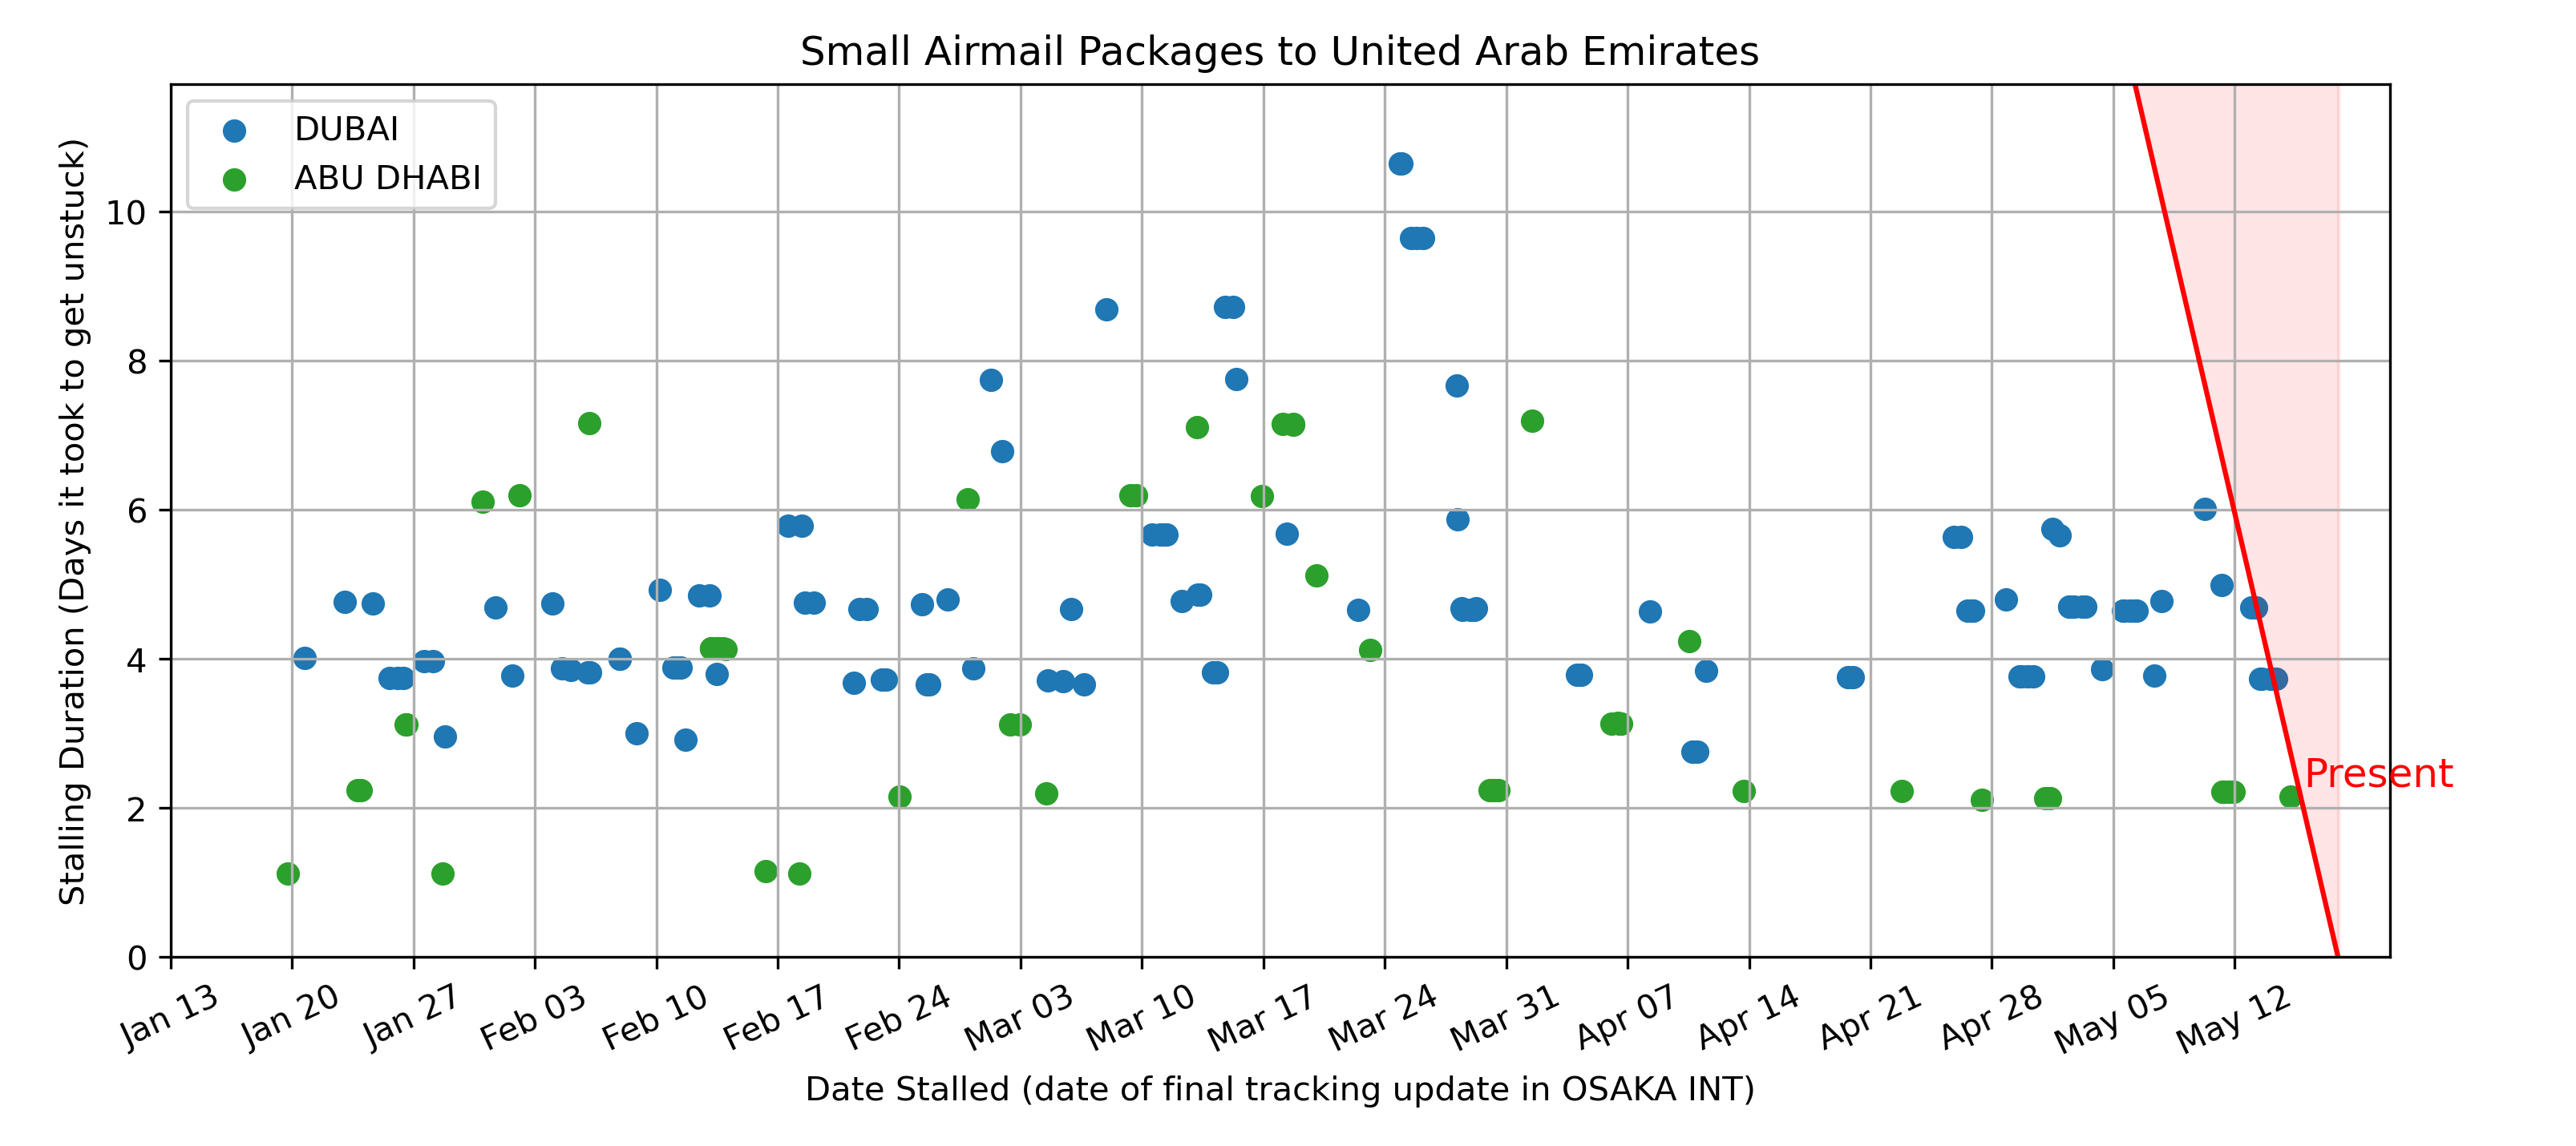 Small Airmail Packages to United Arab Emirates
DUBAI
ABU DHABI
Stalling Duration (Days it took to get unstuck)
10
8
6
4
2
0
Present
Jan 13
Jan 20
Jan 27
Feb 03
Feb 10
Feb 17
Feb 24
Mar 03
Mar 10
Mar 17
Mar 24
Mar 31
Apr 07
Apr 14
Apr 21
Apr 28
May 05
May 12
Date Stalled (date of final tracking update in OSAKA INT)